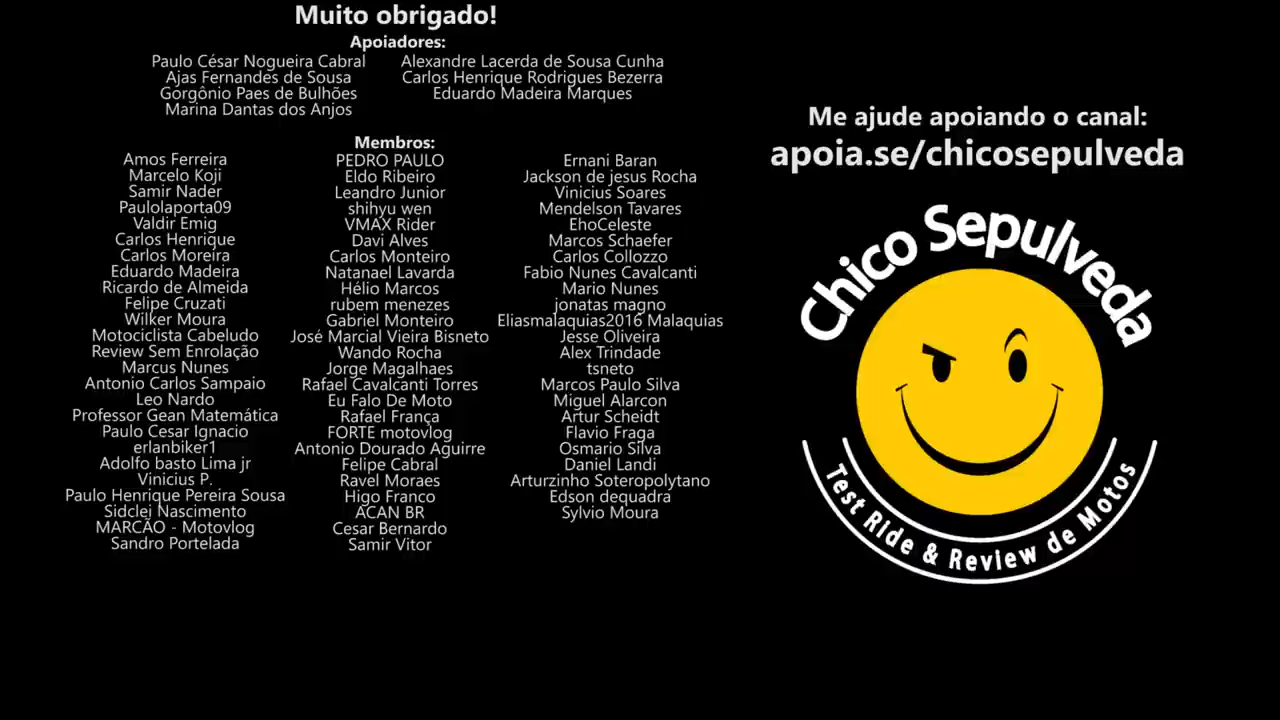 Muito obrigado!
Apoiadores:
Paulo César Nogueira Cabral
Ajas Fernandes de Sousa
Gorgônio Paes de Bulhões
Marina Dantas dos Anjos
Alexandre Lacerda de Sousa Cunha
Carlos Henrique Rodrigues Bezerra
Eduardo Madeira Marques
Membros:
Amos Ferreira
Marcelo Koji
Samir Nader
Paulolaporta09
Valdir Emig
Carlos Henrique
Carlos Moreira
Eduardo Madeira
Ricardo de Almeida
Felipe Cruzati
Wilker Moura
Motociclista Cabeludo
Review Sem Enrolação
Marcus Nunes
Antonio Carlos Sampaio
Leo Nardo
Professor Gean Matemática
Paulo Cesar Ignacio
erlanbiker1
Adolfo basto Lima jr
Vinicius P.
Paulo Henrique Pereira Sousa
Sidclei Nascimento
MARCÃO - Motovlog
Sandro Portelada
PEDRO PAULO
Eldo Ribeiro
Leandro Junior
shihyu wen
VMAX Rider
Davi Alves
Carlos Monteiro
Natanael Lavarda
Hélio Marcos
rubem menezes
Gabriel Monteiro
José Marcial Vieira Bisneto
Wando Rocha
Jorge Magalhaes
Rafael Cavalcanti Torres
Eu Falo De Moto
Rafael França
FORTE motovlog
Antonio Dourado Aguirre
Felipe Cabral
Ravel Moraes
Higo Franco
ACAN BR
Cesar Bernardo
Samir Vitor
Ernani Baran
Jackson de jesus Rocha
Vinicius Soares
Mendelson Tavares
EhoCeleste
Marcos Schaefer
Carlos Collozzo
Fabio Nunes Cavalcanti
Mario Nunes
jonatas magno
Eliasmalaquias2016 Malaquias
Jesse Oliveira
Alex Trindade
tsneto
Marcos Paulo Silva
Miguel Alarcon
Artur Scheidt
Flavio Fraga
Osmario Silva
Daniel Landi
Arturzinho Soteropolytano
Edson dequadra
Sylvio Moura
Me ajude apoiando o canal:
apoia.se/chicosepulveda
Chico Sepulveda
Test Ride & Review de Motos